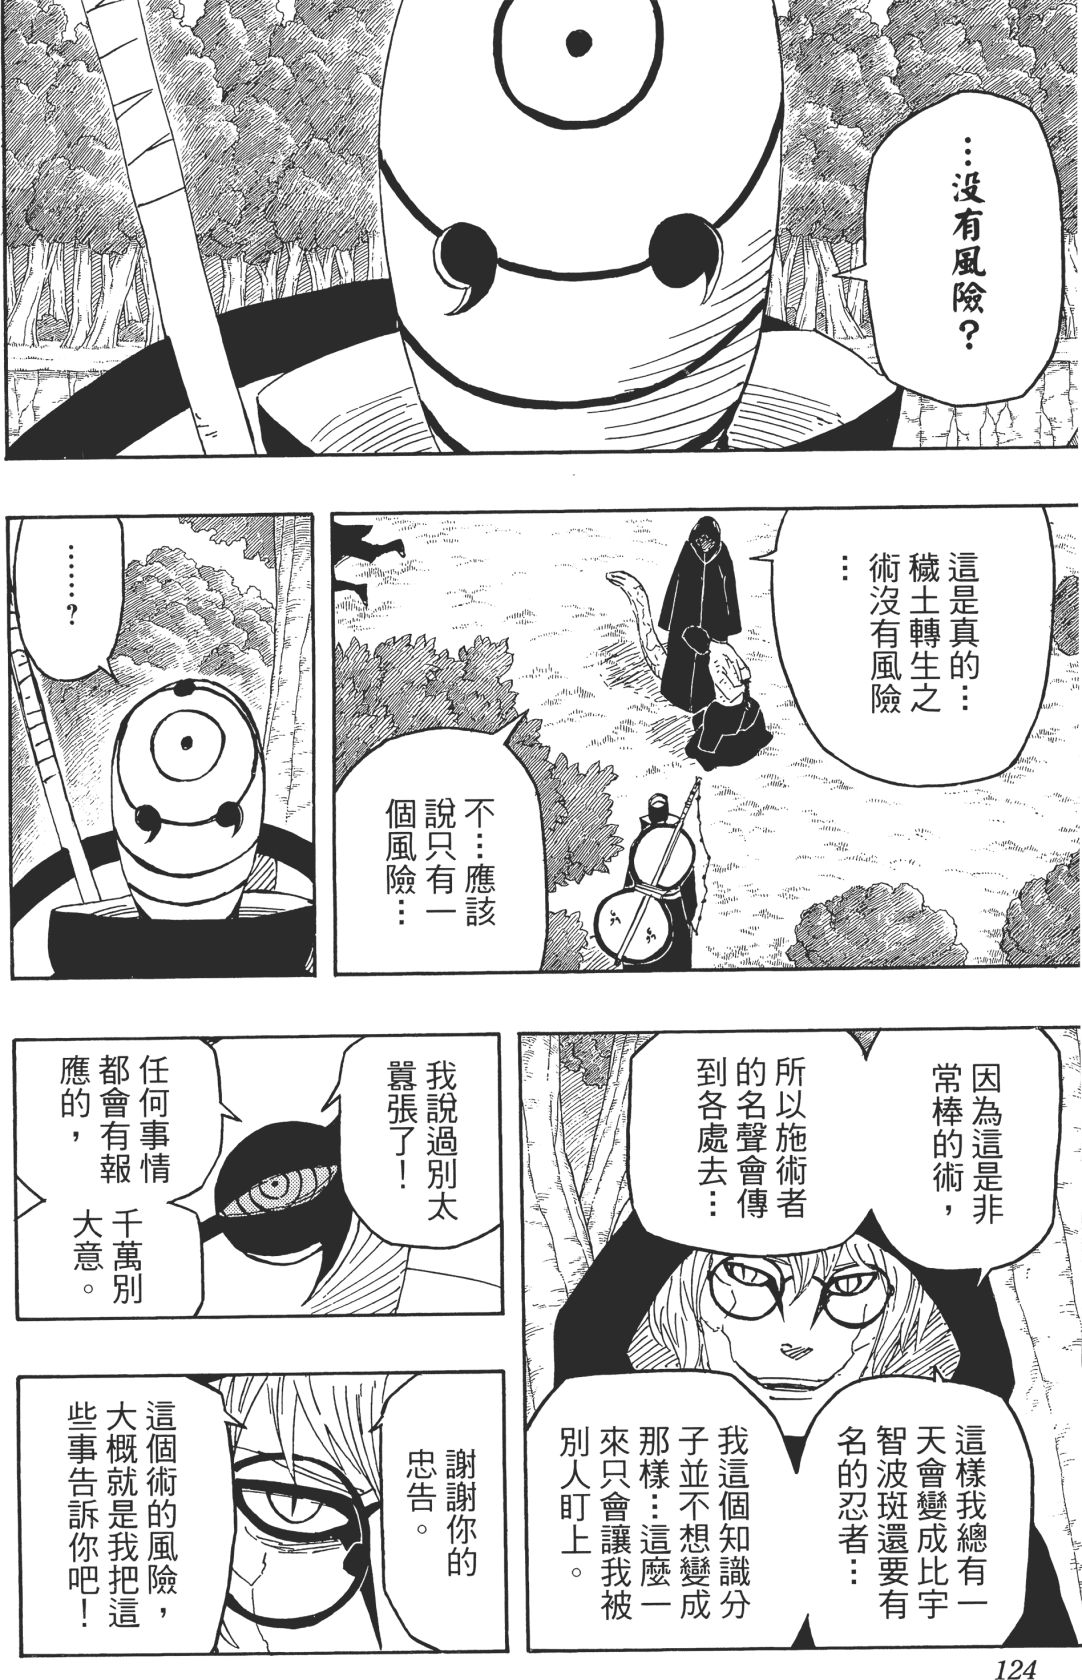 …没有風險？
這是真的…
穢土轉生之
術沒有風險
…
不…應該
說只有一
個風險…
……?
因為這是非
常棒的術，
所以施術者
的名聲會傳
到各處去…
這樣我總有一
天會變成比宇
智波斑還要有
名的忍者…
我這個知識分
子並不想變成
那樣…這麼一
來只會讓我被
別人盯上。
我說過別太
囂張了！
任何事情
都會有報
應的，
千萬別
大意。
謝謝你的
忠告。
這個術的風險，
大概就是我把這
些事告訴你吧！
124